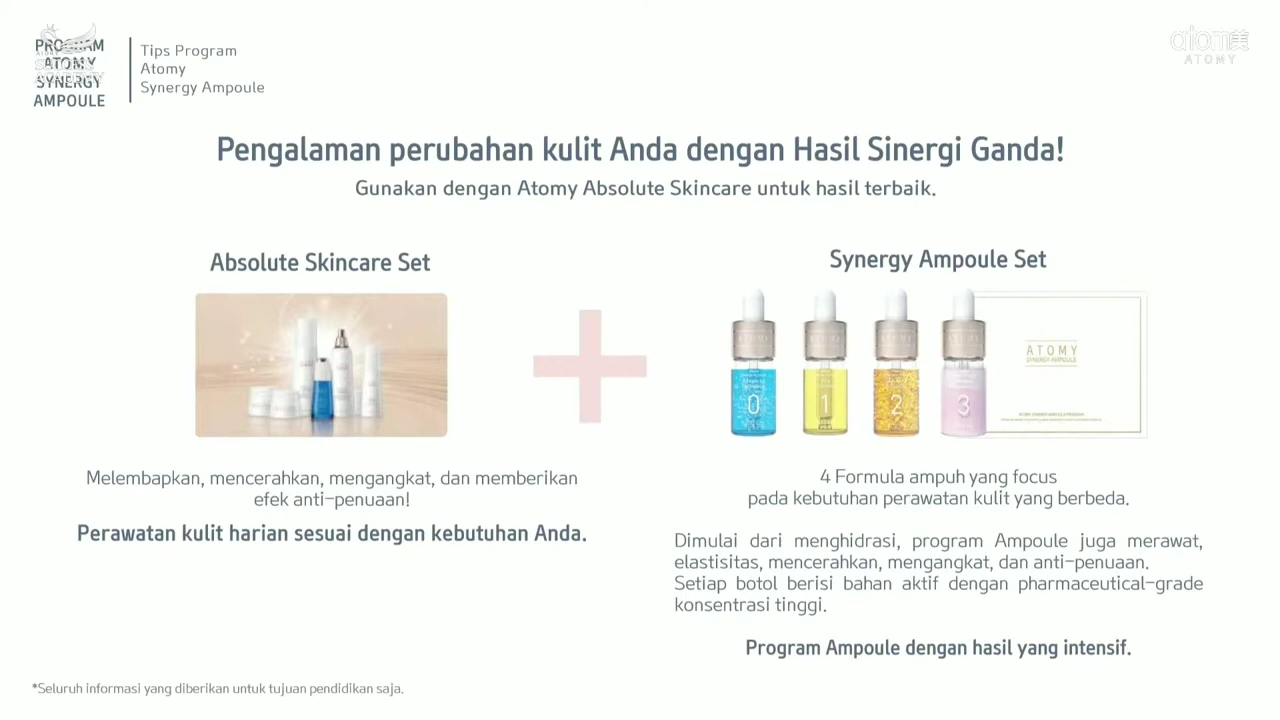 PROGRAM
ATOMY
SYNERGY
AMPOULE
Tips Program
Atomy
Synergy Ampoule
atom美
ATOMY
Pengalaman perubahan kulit Anda dengan Hasil Sinergi Ganda!
Gunakan dengan Atomy Absolute Skincare untuk hasil terbaik.
Absolute Skincare Set
Melembapkan, mencerahkan, mengangkat, dan memberikan
efek anti-penuaan!
Perawatan kulit harian sesuai dengan kebutuhan Anda.
Synergy Ampoule Set
0
1
2
3
ATOMY
SYNERGY AMPOULE
4 Formula ampuh yang focus
pada kebutuhan perawatan kulit yang berbeda.
Dimulai dari menghidrasi, program Ampoule juga merawat,
elastisitas, mencerahkan, mengangkat, dan anti-penuaan.
Setiap botol berisi bahan aktif dengan pharmaceutical-grade
konsentrasi tinggi.
Program Ampoule dengan hasil yang intensif.
*Seluruh informasi yang diberikan untuk tujuan pendidikan saja.